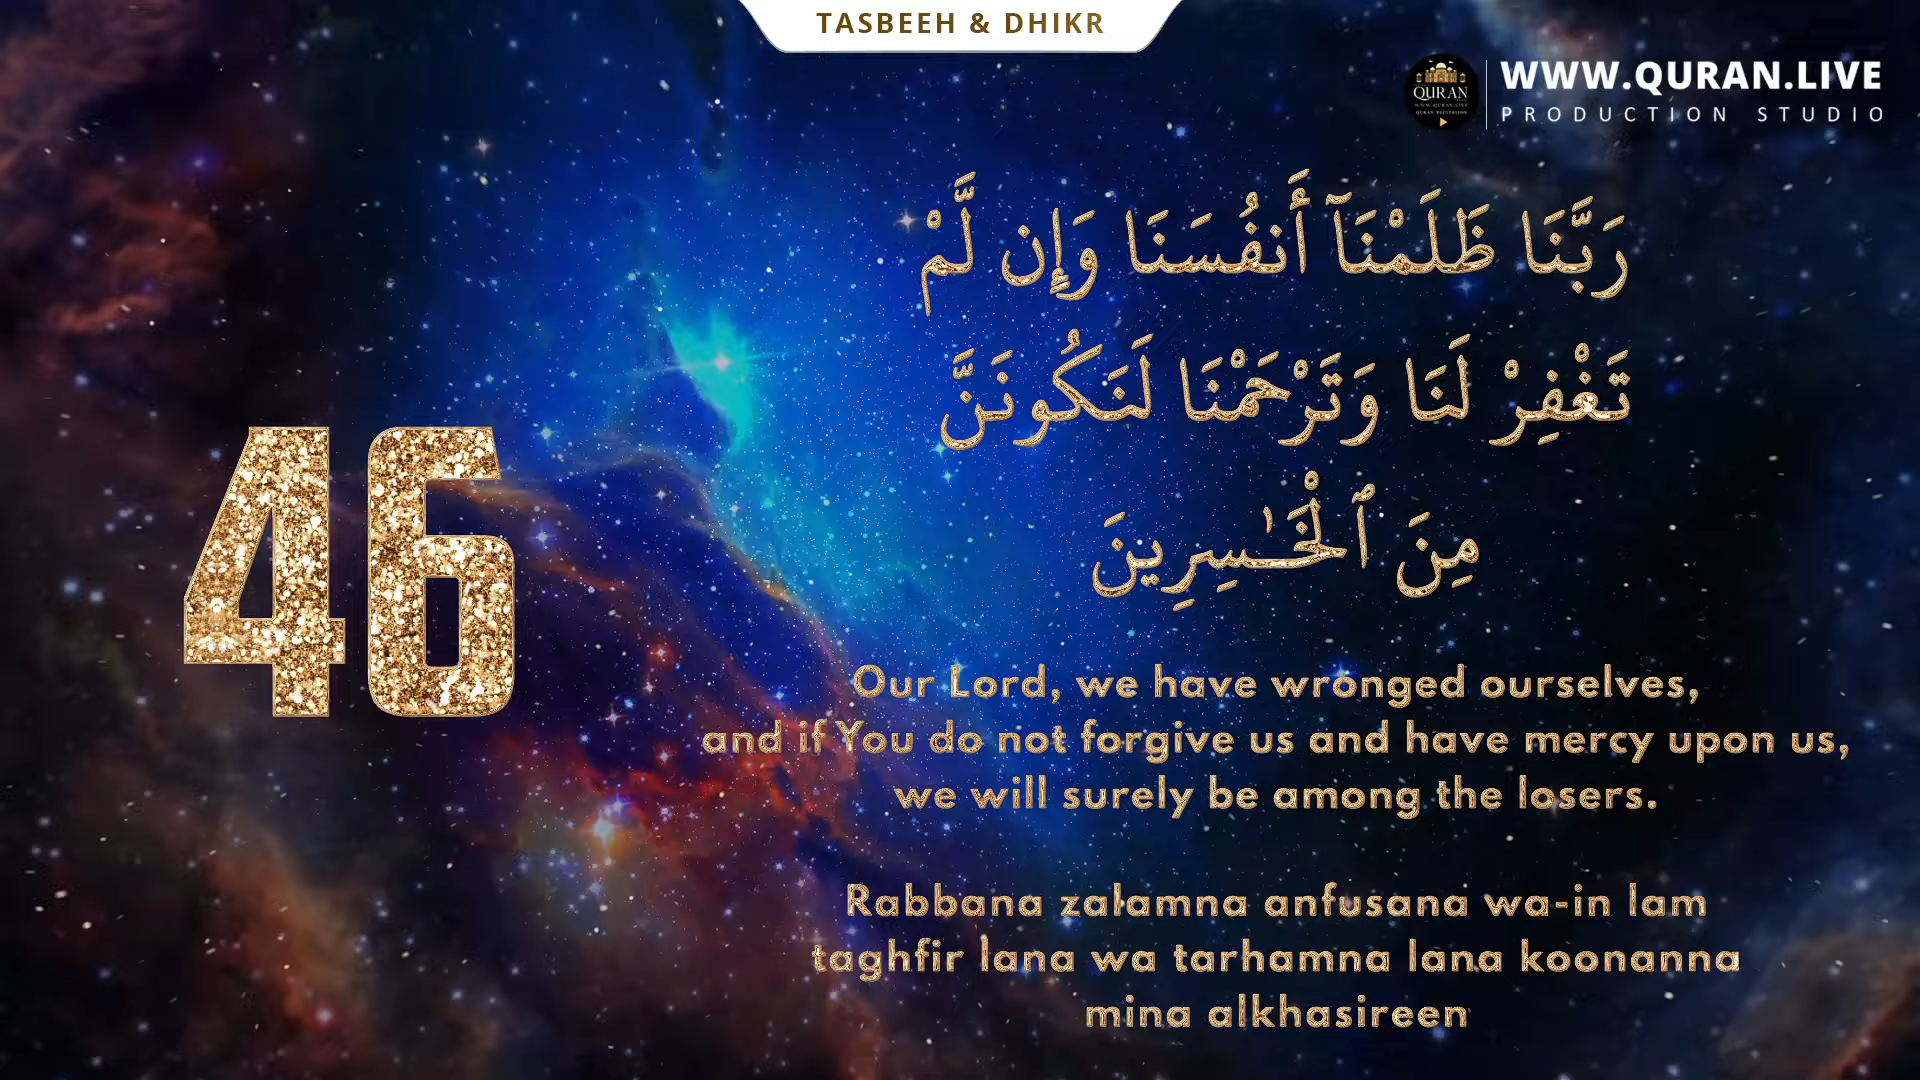 TASBEEH & DHIKR
QURAN
WWW.QURAN.LIVE
PRODUCTION STUDIO
رَبَّنَا ظَلَمْنَآ أَنفُسَنَا وَإِن لَّمْ
تَغْفِرْ لَنَا وَتَرْحَمْنَا لَنَكُونَنَّ
مِنَ ٱلْخَـٰسِرِينَ
46
Our Lord, we have wronged ourselves,
and if You do not forgive us and have mercy upon us,
we will surely be among the losers.
Rabbana zalamna anfusana wa-in lam
taghfir lana wa tarhamna lana koonanna
mina alkhasireen